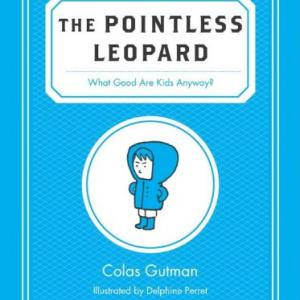 THE POINTLESS
LEOPARD
What Good Are Kids Anyway?
Colas Gutman
Illustrated by Delphine Perret